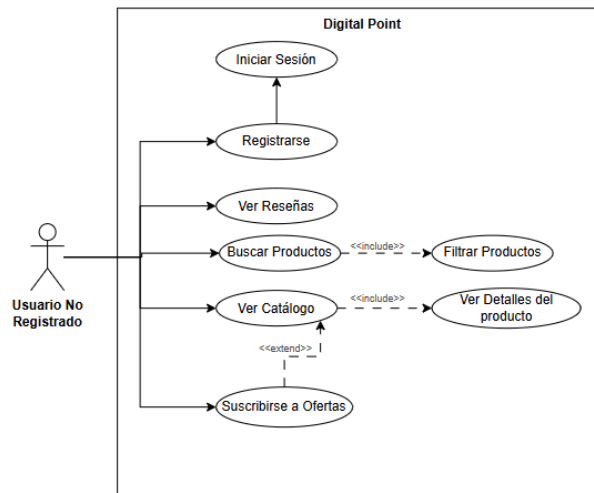 Digital Point
Iniciar Sesión
Registrarse
Ver Reseñas
Buscar Productos
<<include>>
Filtrar Productos
Usuario No
Registrado
Ver Catálogo
<<include>>
Ver Detalles del
producto
<<extend>>
Suscribirse a Ofertas